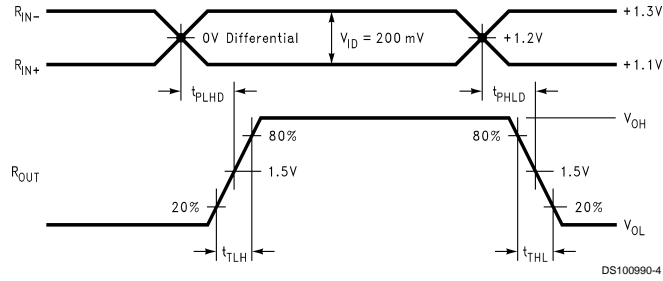 RIN− +1.3V
0V Differential VID = 200 mV +1.2V
RIN+ +1.1V
tPLHD tPHLD
VOH
80% 80%
ROUT 1.5V 1.5V
20% 20%
VOL
tTLH tTHL
DS100990-4